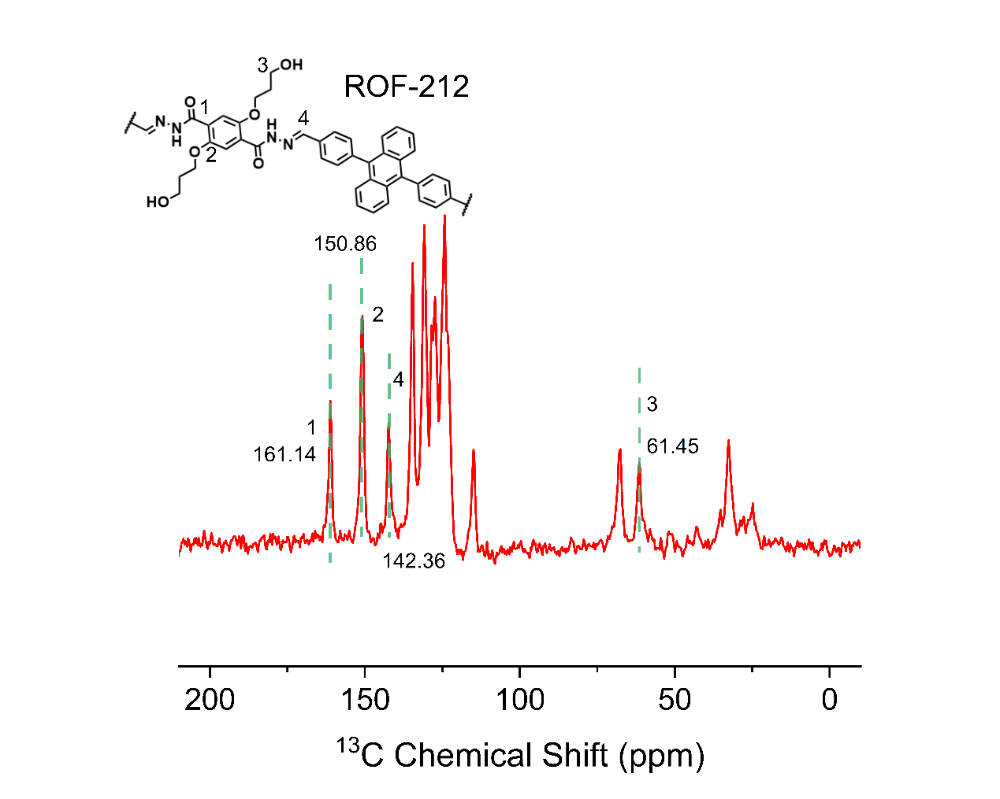 3 OH
ROF-212
O 1
O 4
N N H
H N
N
O 2
O
HO
150.86
2
4
1
3
161.14
61.45
142.36
200 150 100 50 0
¹³C Chemical Shift (ppm)